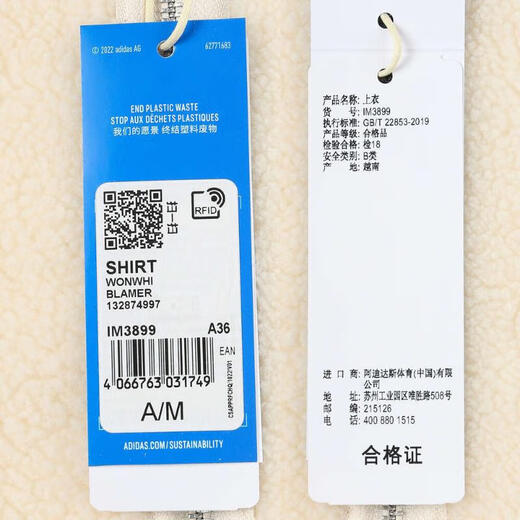 © 2022 adidas AG
62771683
END PLASTIC WASTE
STOP AUX DÉCHETS PLASTIQUES
我们的愿景 终结塑料废物
RFID
SHIRT
WONWHI
BLAMER
132874997
IM3899 A36
EAN
4 066763 031749
A/M
ADIDAS.COM/SUSTAINABILITY
产品名称: 上衣
货 号: IM3899
执行标准: GB/T 22853-2019
产品等级: 合格品
检验合格: 检18
安全类别: B类
产 地: 越南
进 口 商: 阿迪达斯体育(中国)有限
公司
地 址: 苏州工业园区唯胜路508号
邮 编: 215126
电 话: 400 880 1515
合格证